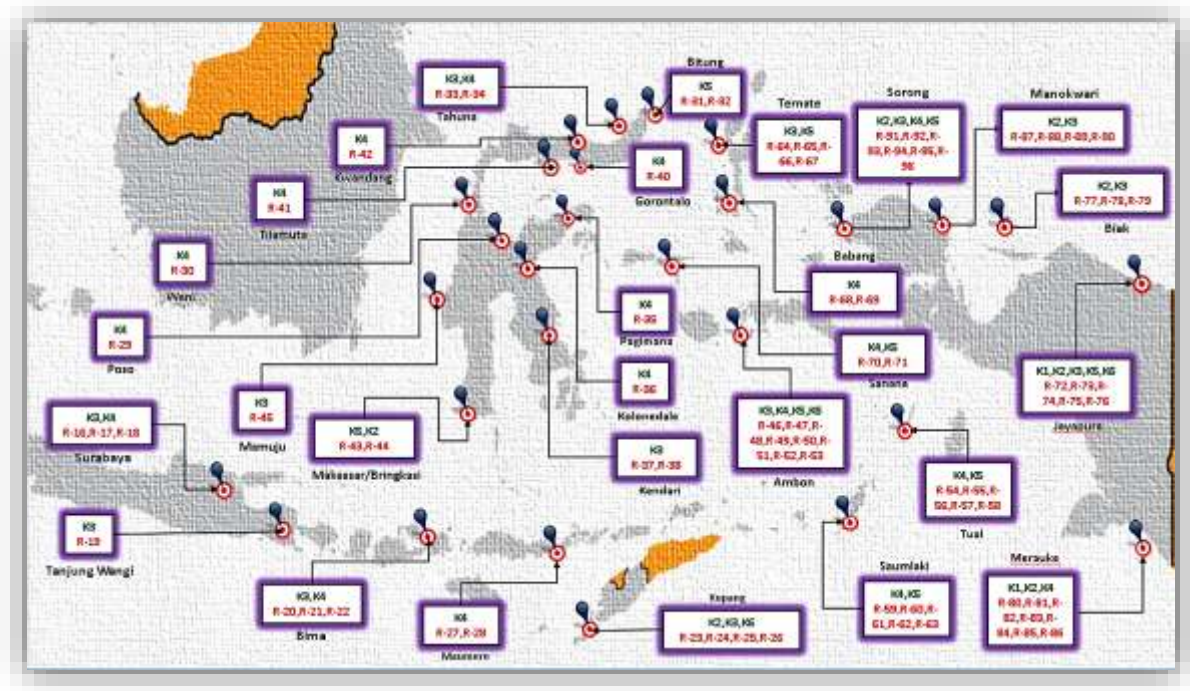 Bitung
K5
R-31,R-32
K3,K4
R-33,R-34
Tahuna
Ternate
K3,K5
R-64,R-65,R-
66,R-67
Sorong
K2,K3,K4,K5
R-91,R-92,R-
93,R-94,R-95,R-
96
Manokwari
K2,K3
R-87,R-88,R-89,R-90
K4
R-42
Kwandang
K4
R-40
Gorontalo
K4
R-41
Tilamuta
K2,K3
R-77,R-78,R-79
Biak
K4
R-30
Wani
Babang
K4
R-68,R-69
K4
R-29
Poso
K4
R-35
Pagimana
K4,K5
R-70,R-71
Sanana
K4
R-36
Kolonedale
K1,K2,K3,K5,K6
R-72,R-73,R-
74,R-75,R-76
Jayapura
K3
R-45
Mamuju
K3,K4
R-16,R-17,R-18
Surabaya
K5,K2
R-43,R-44
Makassar/Bringkasi
K3,K4,K5,K6
R-46,R-47,R-
48,R-49,R-50,R-
51,R-52,R-53
Ambon
K3
R-37,R-38
Kendari
K4,K5
R-54,R-55,R-
56,R-57,R-58
Tual
K3
R-19
Tanjung Wangi
K3,K4
R-20,R-21,R-22
Bima
K4
R-27,R-28
Maumere
Kupang
K2,K3,K6
R-23,R-24,R-25,R-26
Saumlaki
K4,K5
R-59,R-60,R-
61,R-62,R-63
Merauke
K1,K2,K4
R-80,R-81,R-
82,R-83,R-
84,R-85,R-86